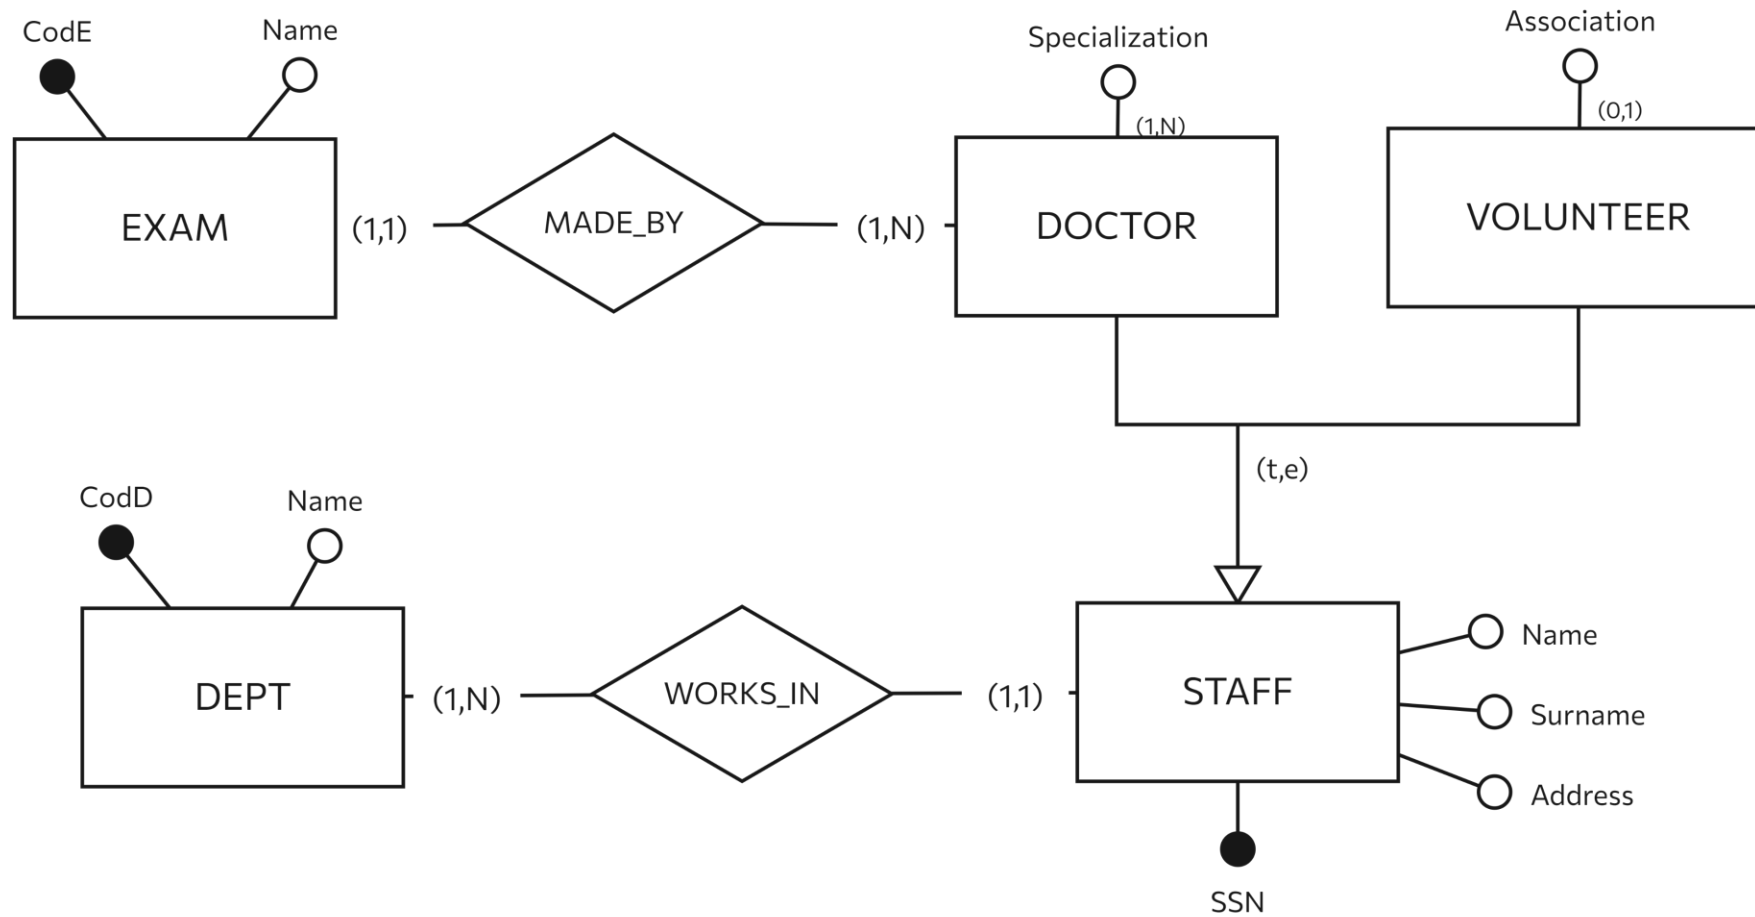 CodE
Name
Specialization
Association
(1,N)
(0,1)
EXAM
(1,1)
MADE_BY
(1,N)
DOCTOR
VOLUNTEER
(t,e)
CodD
Name
DEPT
(1,N)
WORKS_IN
(1,1)
STAFF
Name
Surname
Address
SSN